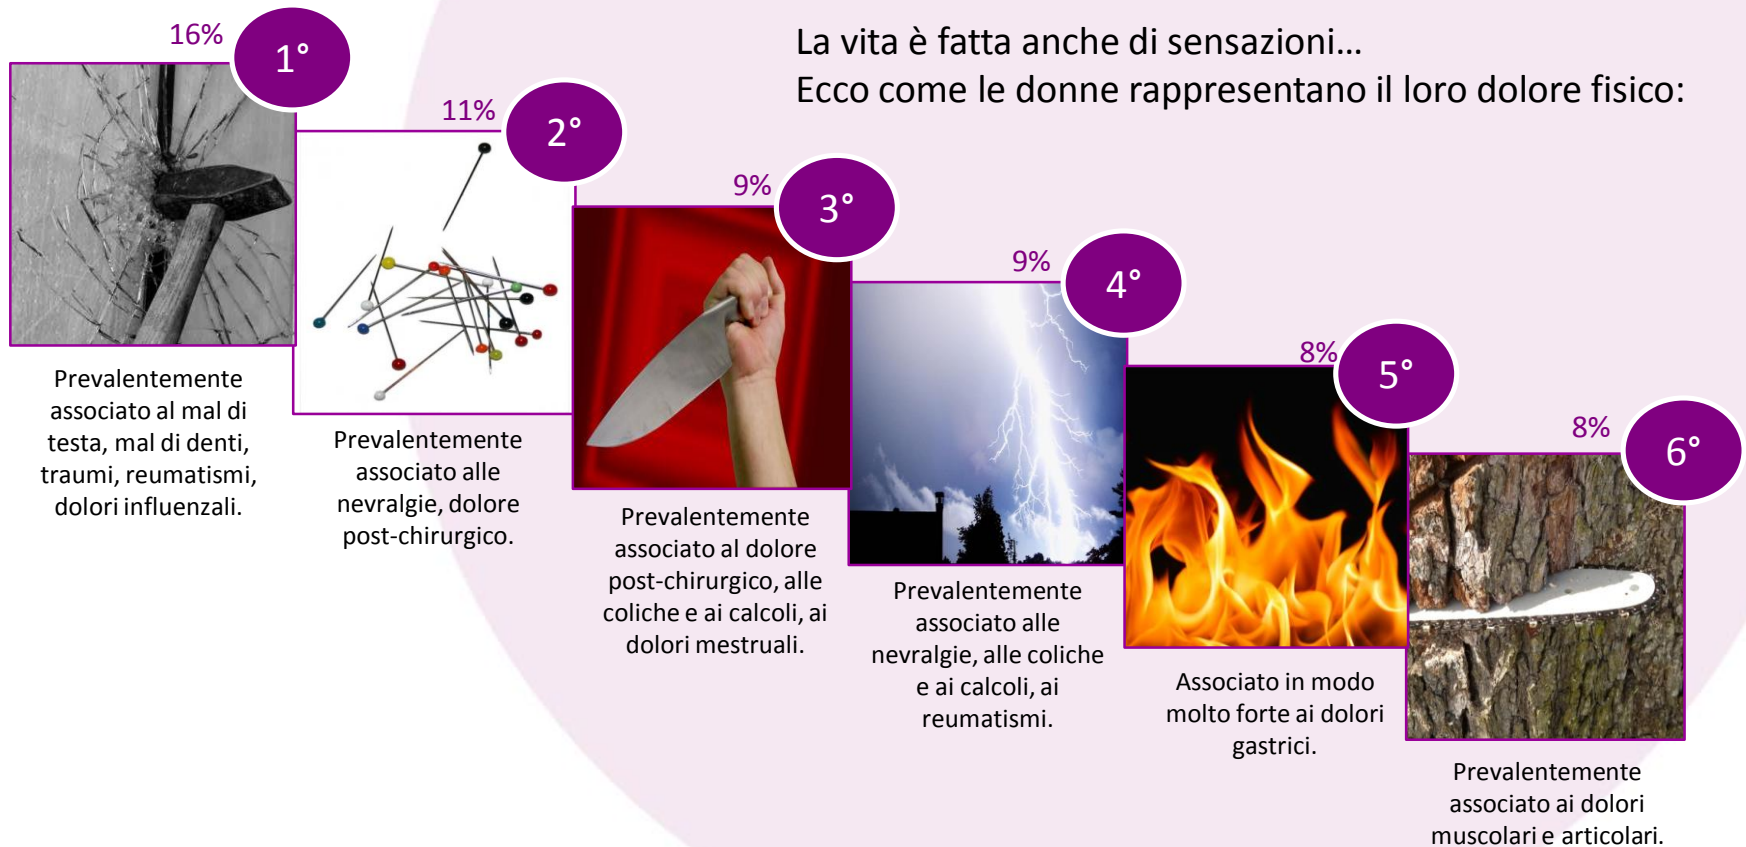 La vita è fatta anche di sensazioni...
Ecco come le donne rappresentano il loro dolore fisico:
16%
1°
Prevalentemente
associato al mal di
testa, mal di denti,
traumi, reumatismi,
dolori influenzali.
11%
2°
Prevalentemente
associato alle
nevralgie, dolore
post-chirurgico.
9%
3°
Prevalentemente
associato al dolore
post-chirurgico, alle
coliche e ai calcoli, ai
dolori mestruali.
9%
4°
Prevalentemente
associato alle
nevralgie, alle coliche
e ai calcoli, ai
reumatismi.
8%
5°
Associato in modo
molto forte ai dolori
gastrici.
8%
6°
Prevalentemente
associato ai dolori
muscolari e articolari.